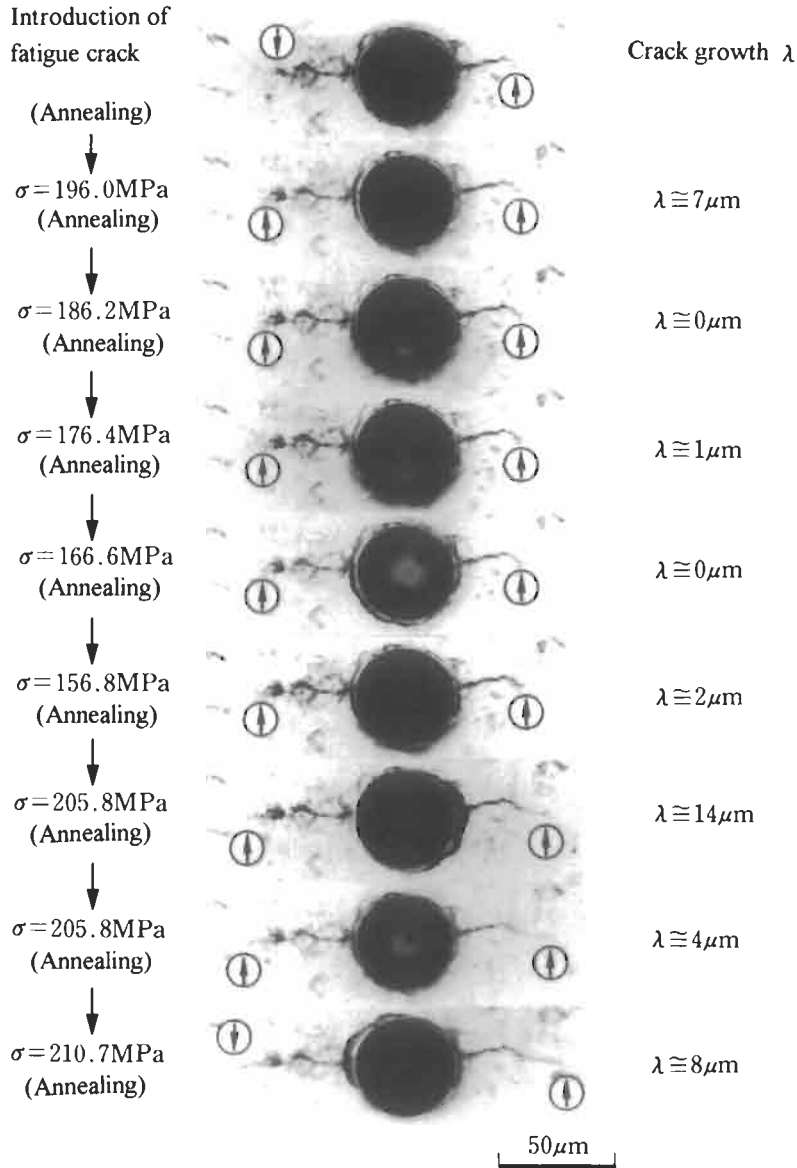 Introduction of
fatigue crack
Crack growth λ
(Annealing)
σ=196.0MPa
(Annealing)
λ≅7μm
σ=186.2MPa
(Annealing)
λ≅0μm
σ=176.4MPa
(Annealing)
λ≅1μm
σ=166.6MPa
(Annealing)
λ≅0μm
σ=156.8MPa
(Annealing)
λ≅2μm
σ=205.8MPa
(Annealing)
λ≅14μm
σ=205.8MPa
(Annealing)
λ≅4μm
σ=210.7MPa
(Annealing)
λ≅8μm
50μm